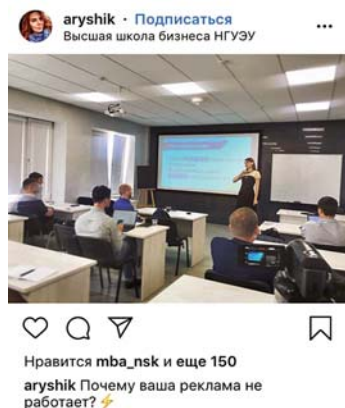 aryshik · Подписаться
Высшая школа бизнеса НГУЭУ
Нравится mba_nsk и еще 150
aryshik Почему ваша реклама не
работает? ⚡